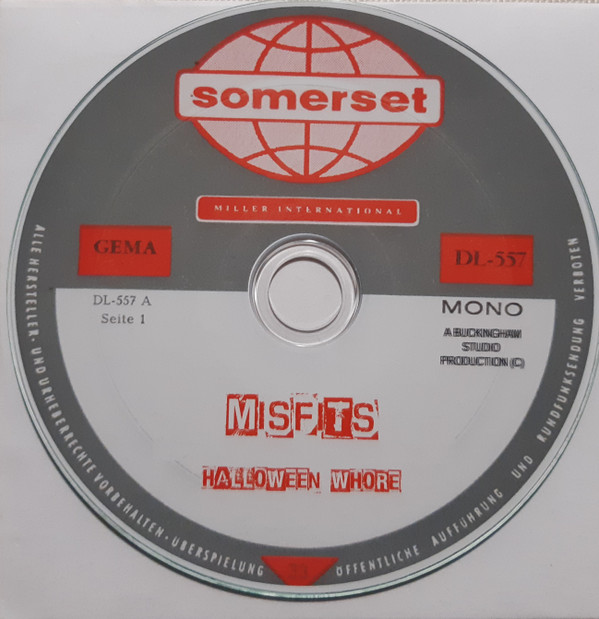 somerset
MILLER INTERNATIONAL
GEMA
DL-557
DL-557 A
Seite 1
MONO
A BUCKINGHAM
STUDIO
PRODUCTION (C)
MISFITS
HALLOWEEN WHORE
ALLE HERSTELLER- UND URHEBERRECHTE VORBEHALTEN · ÜBERSPIELUNG
ÖFFENTLICHE AUFFÜHRUNG UND RUNDFUNKSENDUNG VERBOTEN